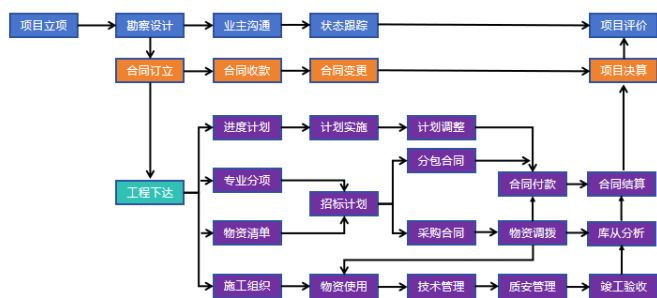 项目立项
勘察设计
业主沟通
状态跟踪
项目评价
合同订立
合同收款
合同变更
项目决算
进度计划
计划实施
计划调整
分包合同
工程下达
专业分项
招标计划
合同付款
合同结算
物资清单
采购合同
物资调拨
库从分析
施工组织
物资使用
技术管理
质安管理
竣工验收